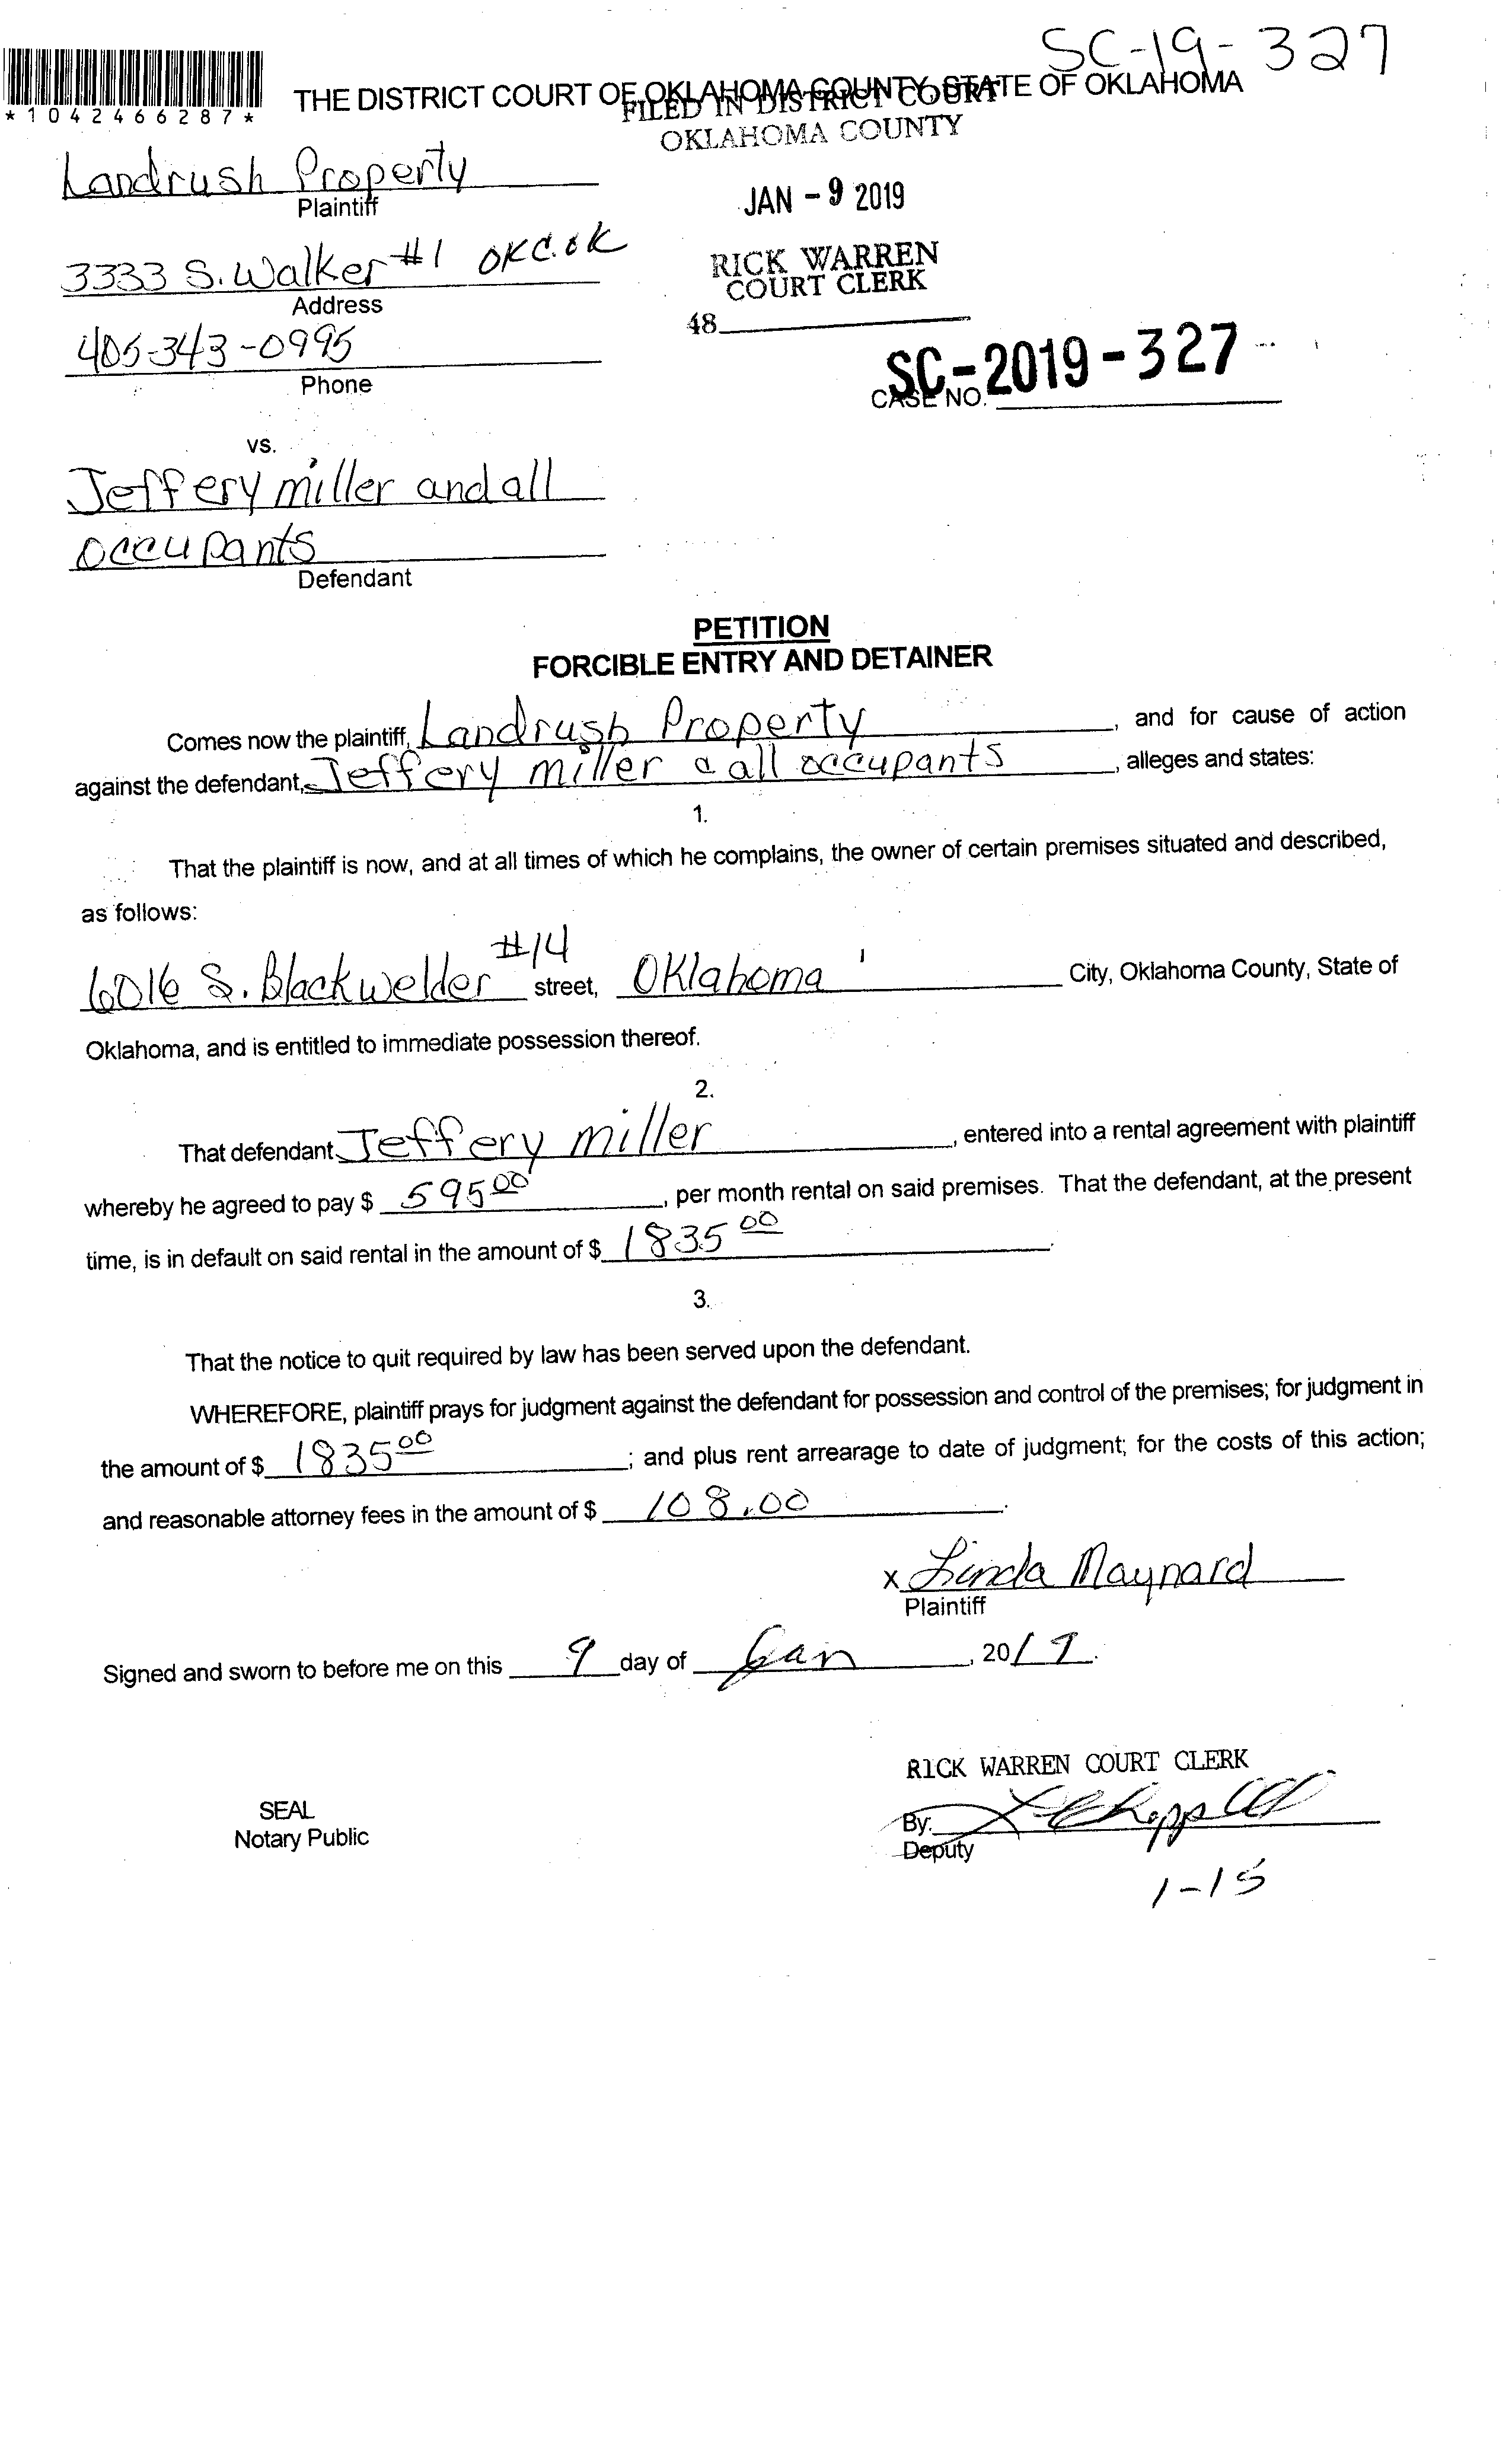 SC-19-327
THE DISTRICT COURT OF OKLAHOMA COUNTY, STATE OF OKLAHOMA
*1042466287*
FILED IN DISTRICT COURT
OKLAHOMA COUNTY
Landrush Property
Plaintiff
JAN - 9 2019
3333 S. Walker #1 OKC. OK
Address
RICK WARREN
COURT CLERK
48
405-343-0995
Phone
SC-2019-327
CASE NO.
vs.
Jeffery miller and all
occupants
Defendant
PETITION
FORCIBLE ENTRY AND DETAINER
Comes now the plaintiff, Landrush Property, and for cause of action
against the defendant, Jeffery miller & all occupants, alleges and states:
1.
That the plaintiff is now, and at all times of which he complains, the owner of certain premises situated and described,
as follows:
6016 S. Blackwelder #14 street, Oklahoma City, Oklahoma County, State of
Oklahoma, and is entitled to immediate possession thereof.
2.
That defendant Jeffery miller, entered into a rental agreement with plaintiff
whereby he agreed to pay $ 595.00, per month rental on said premises. That the defendant, at the present
time, is in default on said rental in the amount of $ 1835.00.
3.
That the notice to quit required by law has been served upon the defendant.
WHEREFORE, plaintiff prays for judgment against the defendant for possession and control of the premises; for judgment in
the amount of $ 1835.00; and plus rent arrearage to date of judgment; for the costs of this action;
and reasonable attorney fees in the amount of $ 108.00.
x Linda Maynard
Plaintiff
Signed and sworn to before me on this 9 day of Jan, 2019.
RICK WARREN COURT CLERK
SEAL
Notary Public
By:
Deputy
1-15